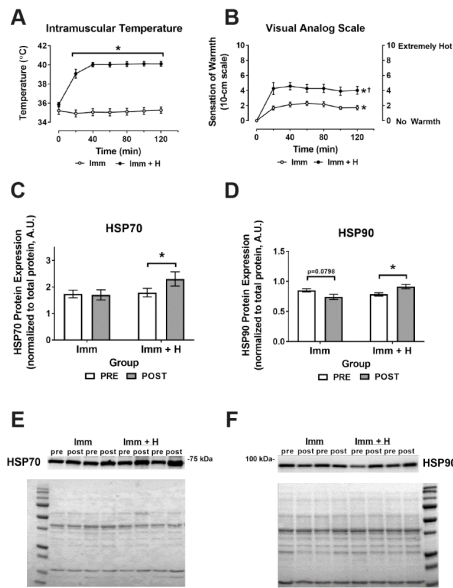 A
Intramuscular Temperature
*
Temperature (°C)
42
40
38
36
34
0 20 40 60 80 100 120
Time (min)
Imm Imm + H
B
Visual Analog Scale
Sensation of Warmth
(10-cm scale)
10
8
6
4
2
0
*†
*
0 20 40 60 80 100 120
Time (min)
10 Extremely Hot
8
6
4
2
0 No Warmth
Imm Imm + H
C
HSP70
HSP70 Protein Expression
(normalized to total protein, A.U.)
4
3
2
1
0
*
Imm Imm + H
Group
PRE POST
D
HSP90
HSP90 Protein Expression
(normalized to total protein, A.U.)
1.5
1.0
0.5
0.0
p=0.0798
*
Imm Imm + H
Group
PRE POST
E
Imm Imm + H
pre post pre post pre post pre post
HSP70
-75 kDa
F
Imm Imm + H
pre post pre post pre post pre post
100 kDa-
HSP90